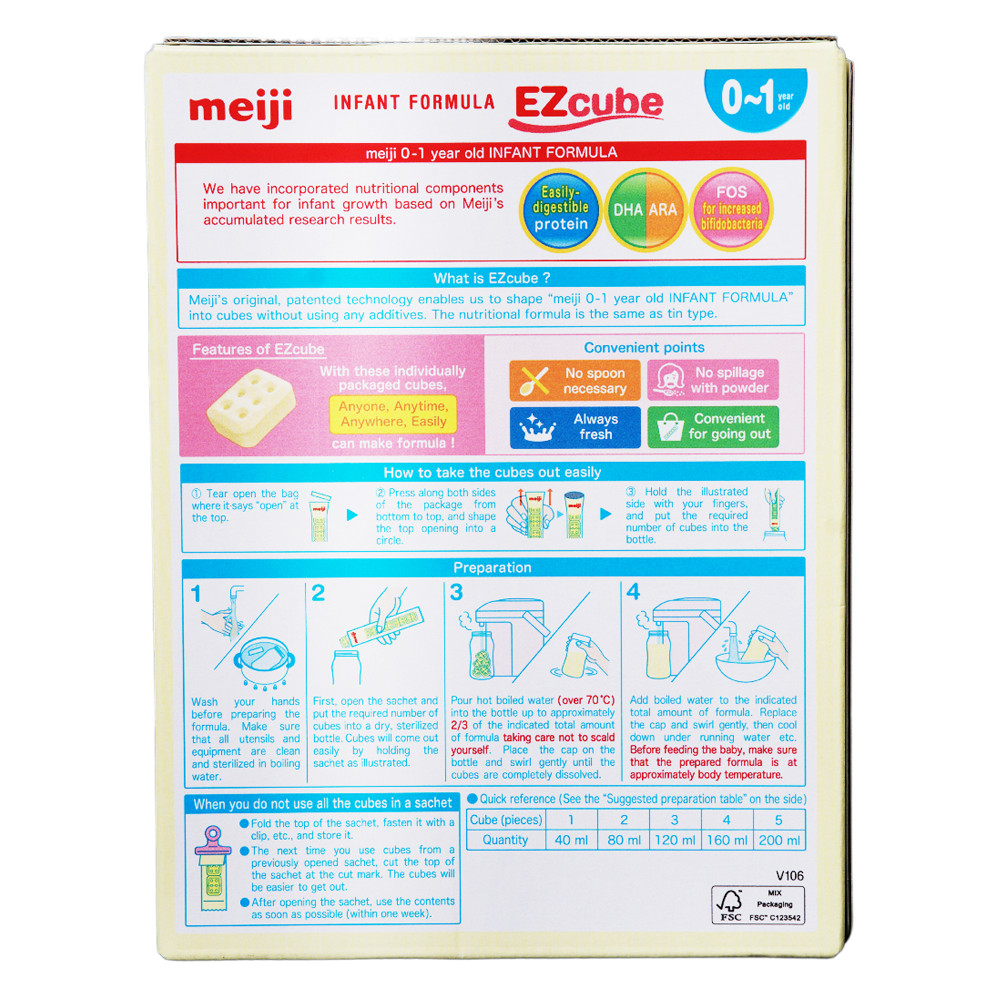 meiji INFANT FORMULA EZcube 0~1 year old
meiji 0-1 year old INFANT FORMULA
We have incorporated nutritional components
important for infant growth based on Meiji's
accumulated research results.
Easily-
digestible
protein
DHA ARA
FOS
for increased
bifidobacteria
What is EZcube ?
Meiji's original, patented technology enables us to shape "meiji 0-1 year old INFANT FORMULA"
into cubes without using any additives. The nutritional formula is the same as tin type.
Features of EZcube
With these individually
packaged cubes,
Anyone, Anytime,
Anywhere, Easily
can make formula !
Convenient points
No spoon
necessary
No spillage
with powder
Always
fresh
Convenient
for going out
How to take the cubes out easily
① Tear open the bag
where it says "open" at
the top.
meiji
② Press along both sides
of the package from
bottom to top, and shape
the top opening into a
circle.
meiji
meiji
③ Hold the illustrated
side with your fingers,
and put the required
number of cubes into the
bottle.
Preparation
1
Wash your hands
before preparing the
formula. Make sure
that all utensils and
equipment are clean
and sterilized in boiling
water.
2
First, open the sachet and
put the required number of
cubes into a dry, sterilized
bottle. Cubes will come out
easily by holding the
sachet as illustrated.
3
Pour hot boiled water (over 70℃)
into the bottle up to approximately
2/3 of the indicated total amount
of formula taking care not to scald
yourself. Place the cap on the
bottle and swirl gently until the
cubes are completely dissolved.
4
Add boiled water to the indicated
total amount of formula. Replace
the cap and swirl gently, then cool
down under running water etc.
Before feeding the baby, make sure
that the prepared formula is at
approximately body temperature.
When you do not use all the cubes in a sachet
●Fold the top of the sachet, fasten it with a
clip, etc., and store it.
●The next time you use cubes from a
previously opened sachet, cut the top of
the sachet at the cut mark. The cubes will
be easier to get out.
●After opening the sachet, use the contents
as soon as possible (within one week).
●Quick reference (See the "Suggested preparation table" on the side)
Cube (pieces) 1 2 3 4 5
Quantity 40 ml 80 ml 120 ml 160 ml 200 ml
V106
FSC™
MIX
Packaging
FSC™ C123542